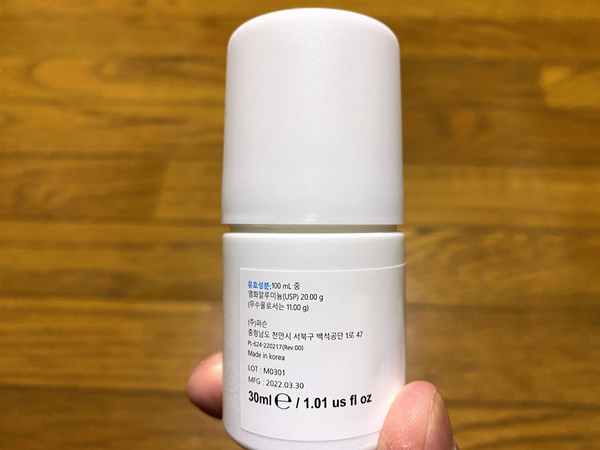 유효성분:100 mL 중
염화알루미늄(USP) 20.00 g
(무수물로서는 11.00 g)
(주)퍼슨
충청남도 천안시 서북구 백석공단 1로 47
PL-624-220217(Rev.00)
Made in korea
LOT : M0301
MFG : 2022.03.30
30ml ℮ / 1.01 us fl oz